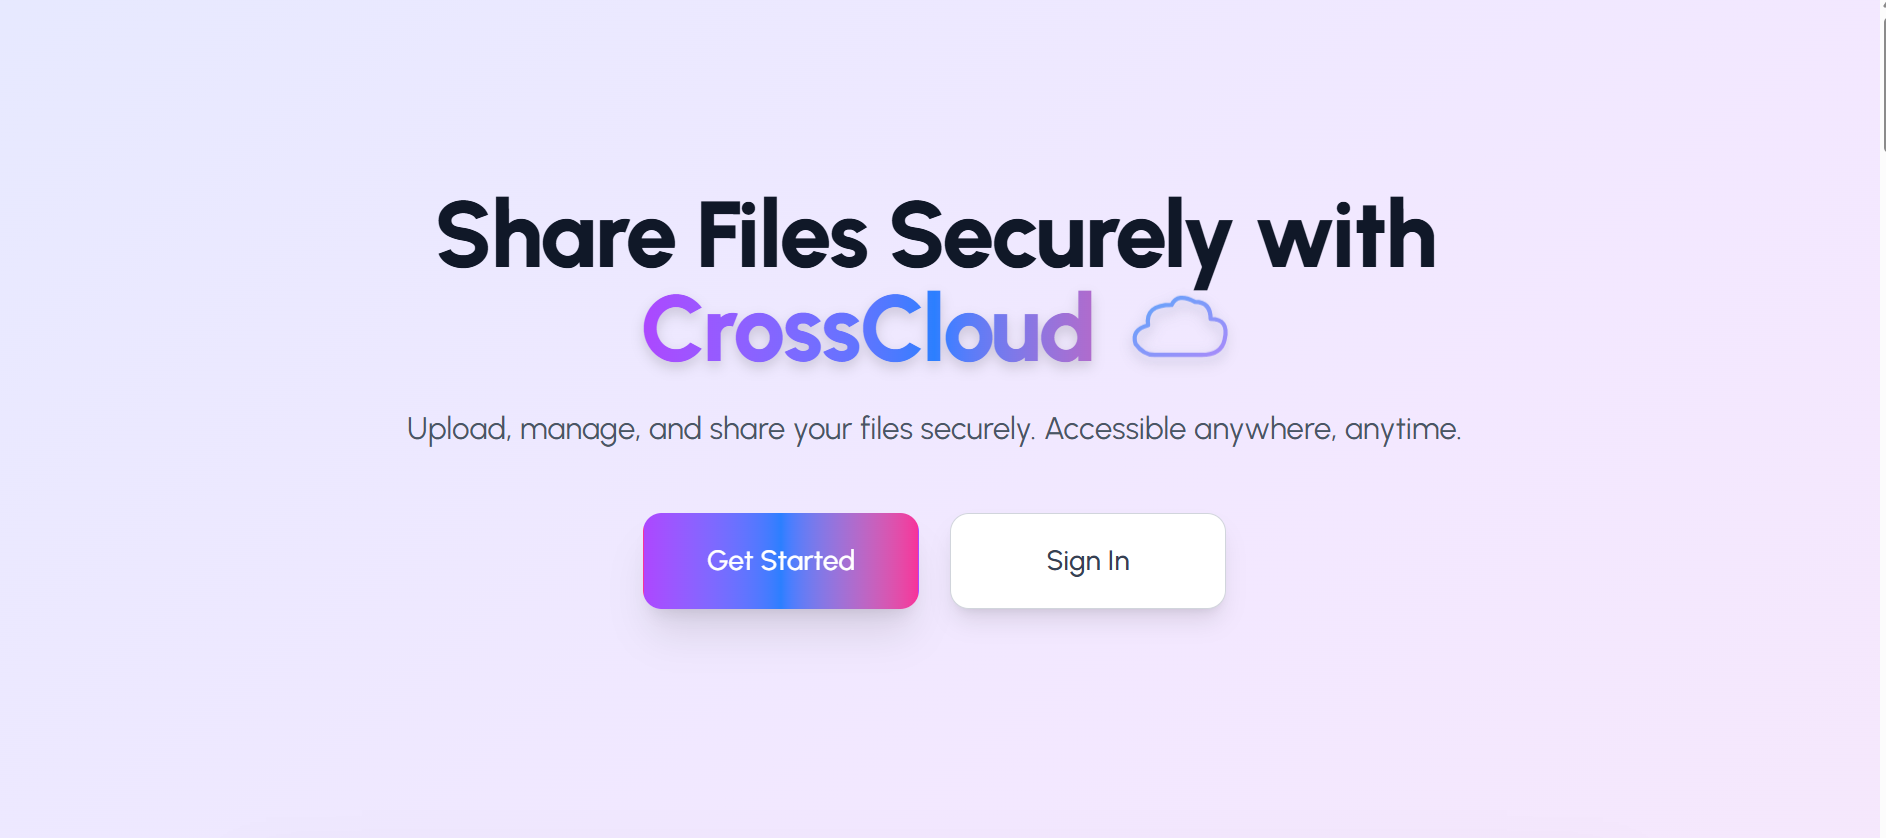 Share Files Securely with
CrossCloud
Upload, manage, and share your files securely. Accessible anywhere, anytime.
Get Started
Sign In